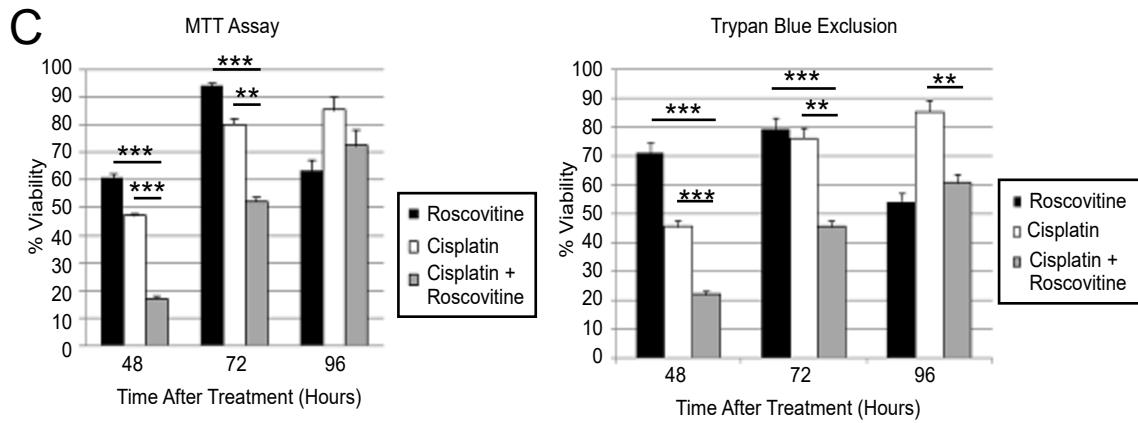 C
MTT Assay
% Viability
100
90
80
70
60
50
40
30
20
10
0
***
***
***
**
48
72
96
Time After Treatment (Hours)
Roscovitine
Cisplatin
Cisplatin +
Roscovitine
Trypan Blue Exclusion
% Viability
100
90
80
70
60
50
40
30
20
10
0
***
***
***
**
**
48
72
96
Time After Treatment (Hours)
Roscovitine
Cisplatin
Cisplatin +
Roscovitine